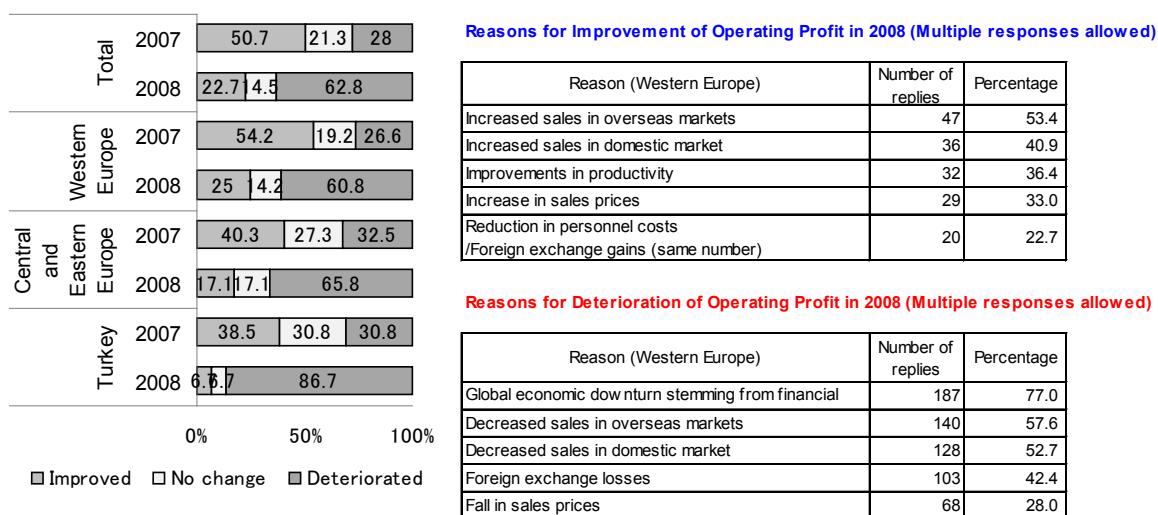 Total
2007 50.7 21.3 28
2008 22.7 14.5 62.8
Western
Europe
2007 54.2 19.2 26.6
2008 25 14.2 60.8
Central
and
Eastern
Europe
2007 40.3 27.3 32.5
2008 17.1 17.1 65.8
Turkey
2007 38.5 30.8 30.8
2008 6.7 6.7 86.7
0% 50% 100%
Improved No change Deteriorated
Reasons for Improvement of Operating Profit in 2008 (Multiple responses allowed)
Reason (Western Europe) Number of replies Percentage
Increased sales in overseas markets 47 53.4
Increased sales in domestic market 36 40.9
Improvements in productivity 32 36.4
Increase in sales prices 29 33.0
Reduction in personnel costs
/Foreign exchange gains (same number) 20 22.7
Reasons for Deterioration of Operating Profit in 2008 (Multiple responses allowed)
Reason (Western Europe) Number of replies Percentage
Global economic downturn stemming from financial 187 77.0
Decreased sales in overseas markets 140 57.6
Decreased sales in domestic market 128 52.7
Foreign exchange losses 103 42.4
Fall in sales prices 68 28.0